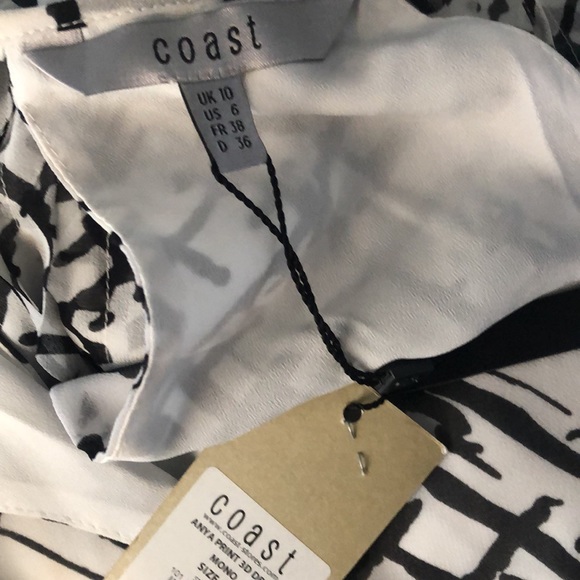 coast
UK 10
US 6
FR 38
D 36
coast
www.coast-stores.com
ANYA PRINT 3D
MONO
SIZE